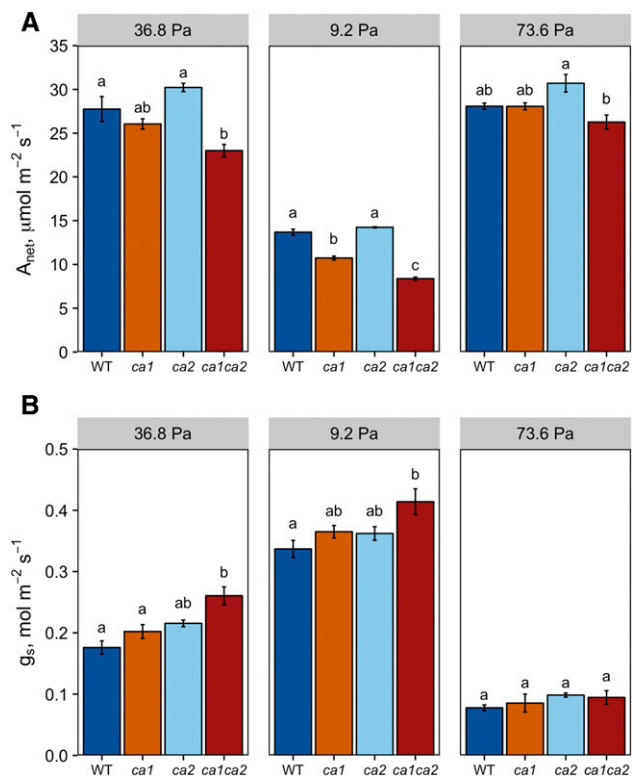 A
36.8 Pa 9.2 Pa 73.6 Pa
Anet, μmol m−2 s−1
35
30
25
20
15
10
5
0
a ab a b
a b a c
ab ab a b
WT ca1 ca2 ca1ca2 WT ca1 ca2 ca1ca2 WT ca1 ca2 ca1ca2
B
36.8 Pa 9.2 Pa 73.6 Pa
gs, mol m−2 s−1
0.5
0.4
0.3
0.2
0.1
0.0
a a ab b
a ab ab b
a a a a
WT ca1 ca2 ca1ca2 WT ca1 ca2 ca1ca2 WT ca1 ca2 ca1ca2